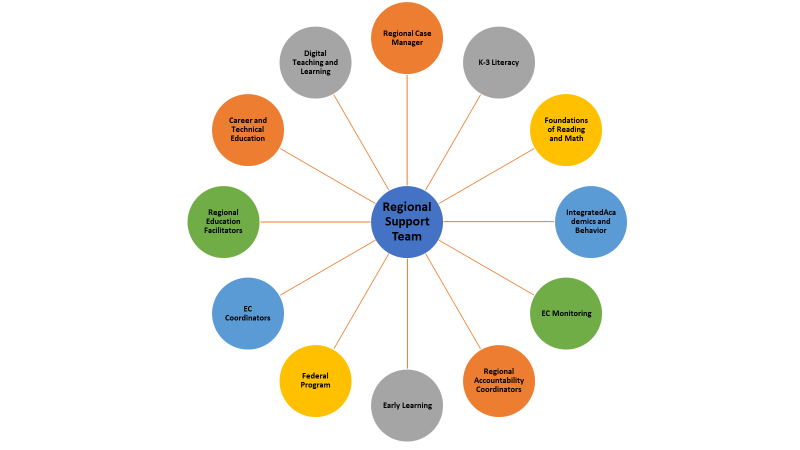 Regional Case
Manager
K-3 Literacy
Foundations
of Reading
and Math
IntegratedAca
demics and
Behavior
EC Monitoring
Regional
Accountability
Coordinators
Early Learning
Federal
Program
EC
Coordinators
Regional
Education
Facilitators
Career and
Technical
Education
Digital
Teaching and
Learning
Regional
Support
Team